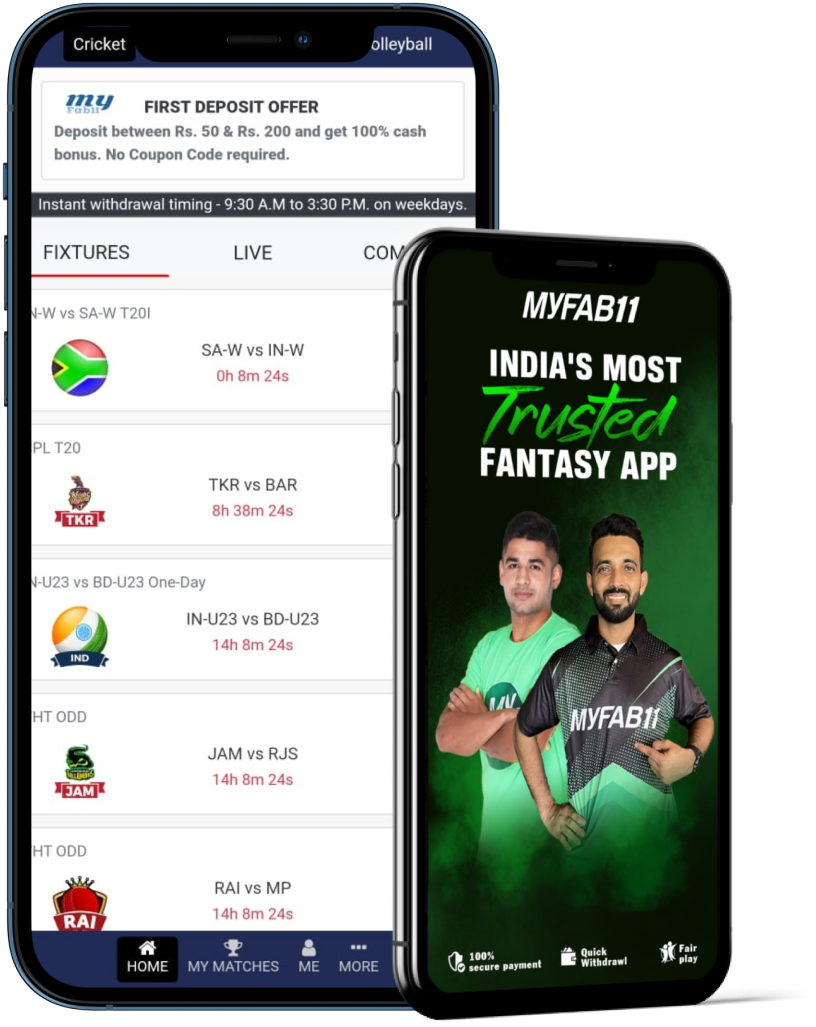 Cricket
olleyball
my
Fab11
FIRST DEPOSIT OFFER
Deposit between Rs. 50 & Rs. 200 and get 100% cash
bonus. No Coupon Code required.
Instant withdrawal timing - 9:30 A.M to 3:30 P.M. on weekdays.
FIXTURES LIVE COM
N-W vs SA-W T20I
SA-W vs IN-W
0h 8m 24s
PL T20
TKR vs BAR
8h 38m 24s
TKR
N-U23 vs BD-U23 One-Day
IN-U23 vs BD-U23
14h 8m 24s
IND
HT ODD
JAM vs RJS
14h 8m 24s
JAM
HT ODD
RAI vs MP
14h 8m 24s
RAI
HOME MY MATCHES ME MORE
MYFAB11
INDIA'S MOST
Trusted
FANTASY APP
MY
MYFAB11
100%
secure payment
Quick
Withdrawl
Fair
play